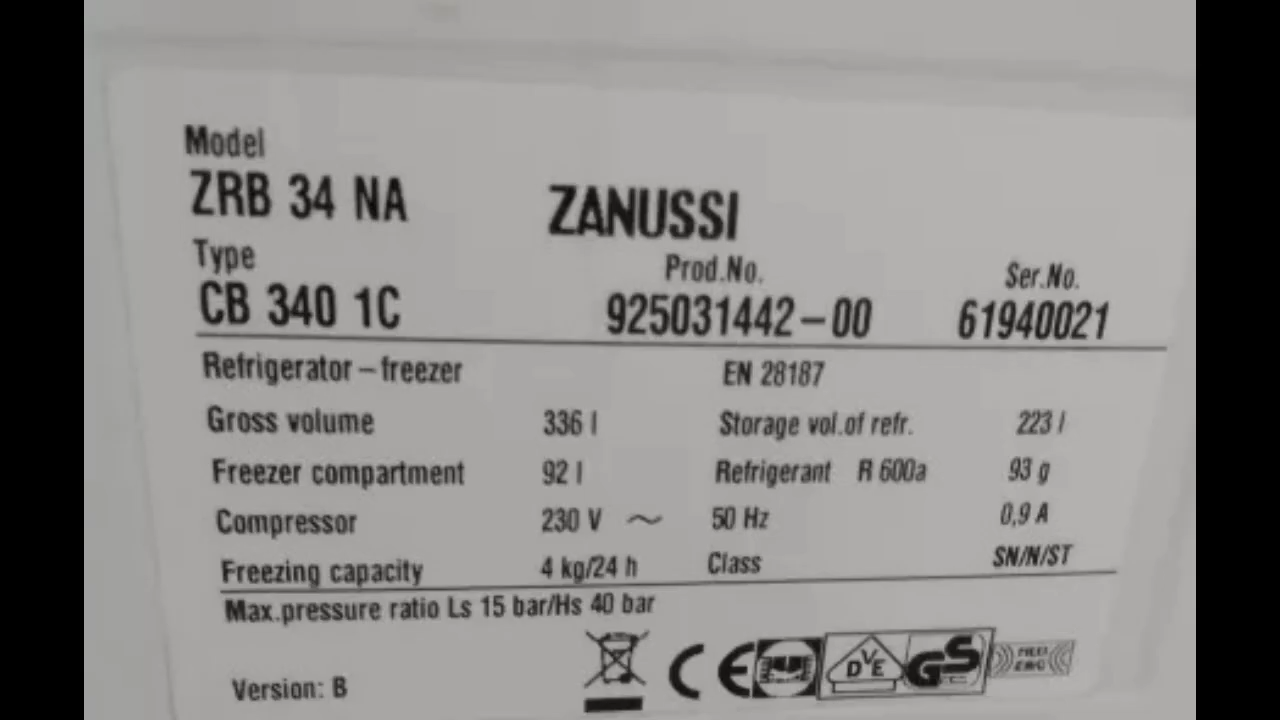 Model
ZRB 34 NA
ZANUSSI
Type
Prod.No.
Ser.No.
CB 340 1C
925031442-00
61940021
Refrigerator-freezer
EN 28187
Gross volume 336 l
Storage vol.of refr. 223 l
Freezer compartment 92 l
Refrigerant R 600a 93 g
Compressor 230 V ~ 50 Hz 0,9 A
Freezing capacity 4 kg/24 h
Class SN/N/ST
Max.pressure ratio Ls 15 bar/Hs 40 bar
Version: B
CE
DVE
GS